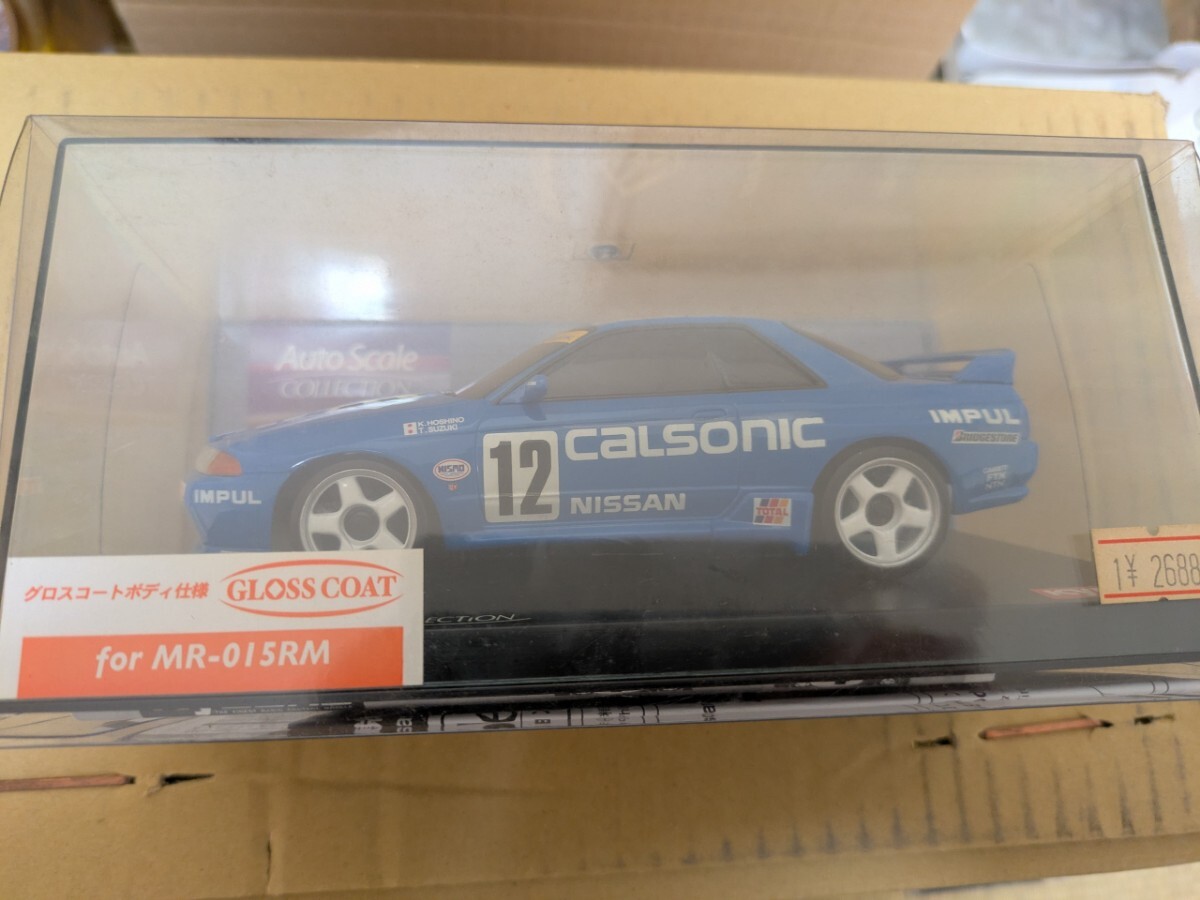 Auto Scale
COLLECTION
K HOSHINO
T. SUZUKI
12
CALSONIC
IMPUL
BRIDGESTONE
NISMO
IMPUL
NISSAN
TOTAL
1¥ 2688
グロスコートボディ仕様
GLOSS COAT
for MR-015RM